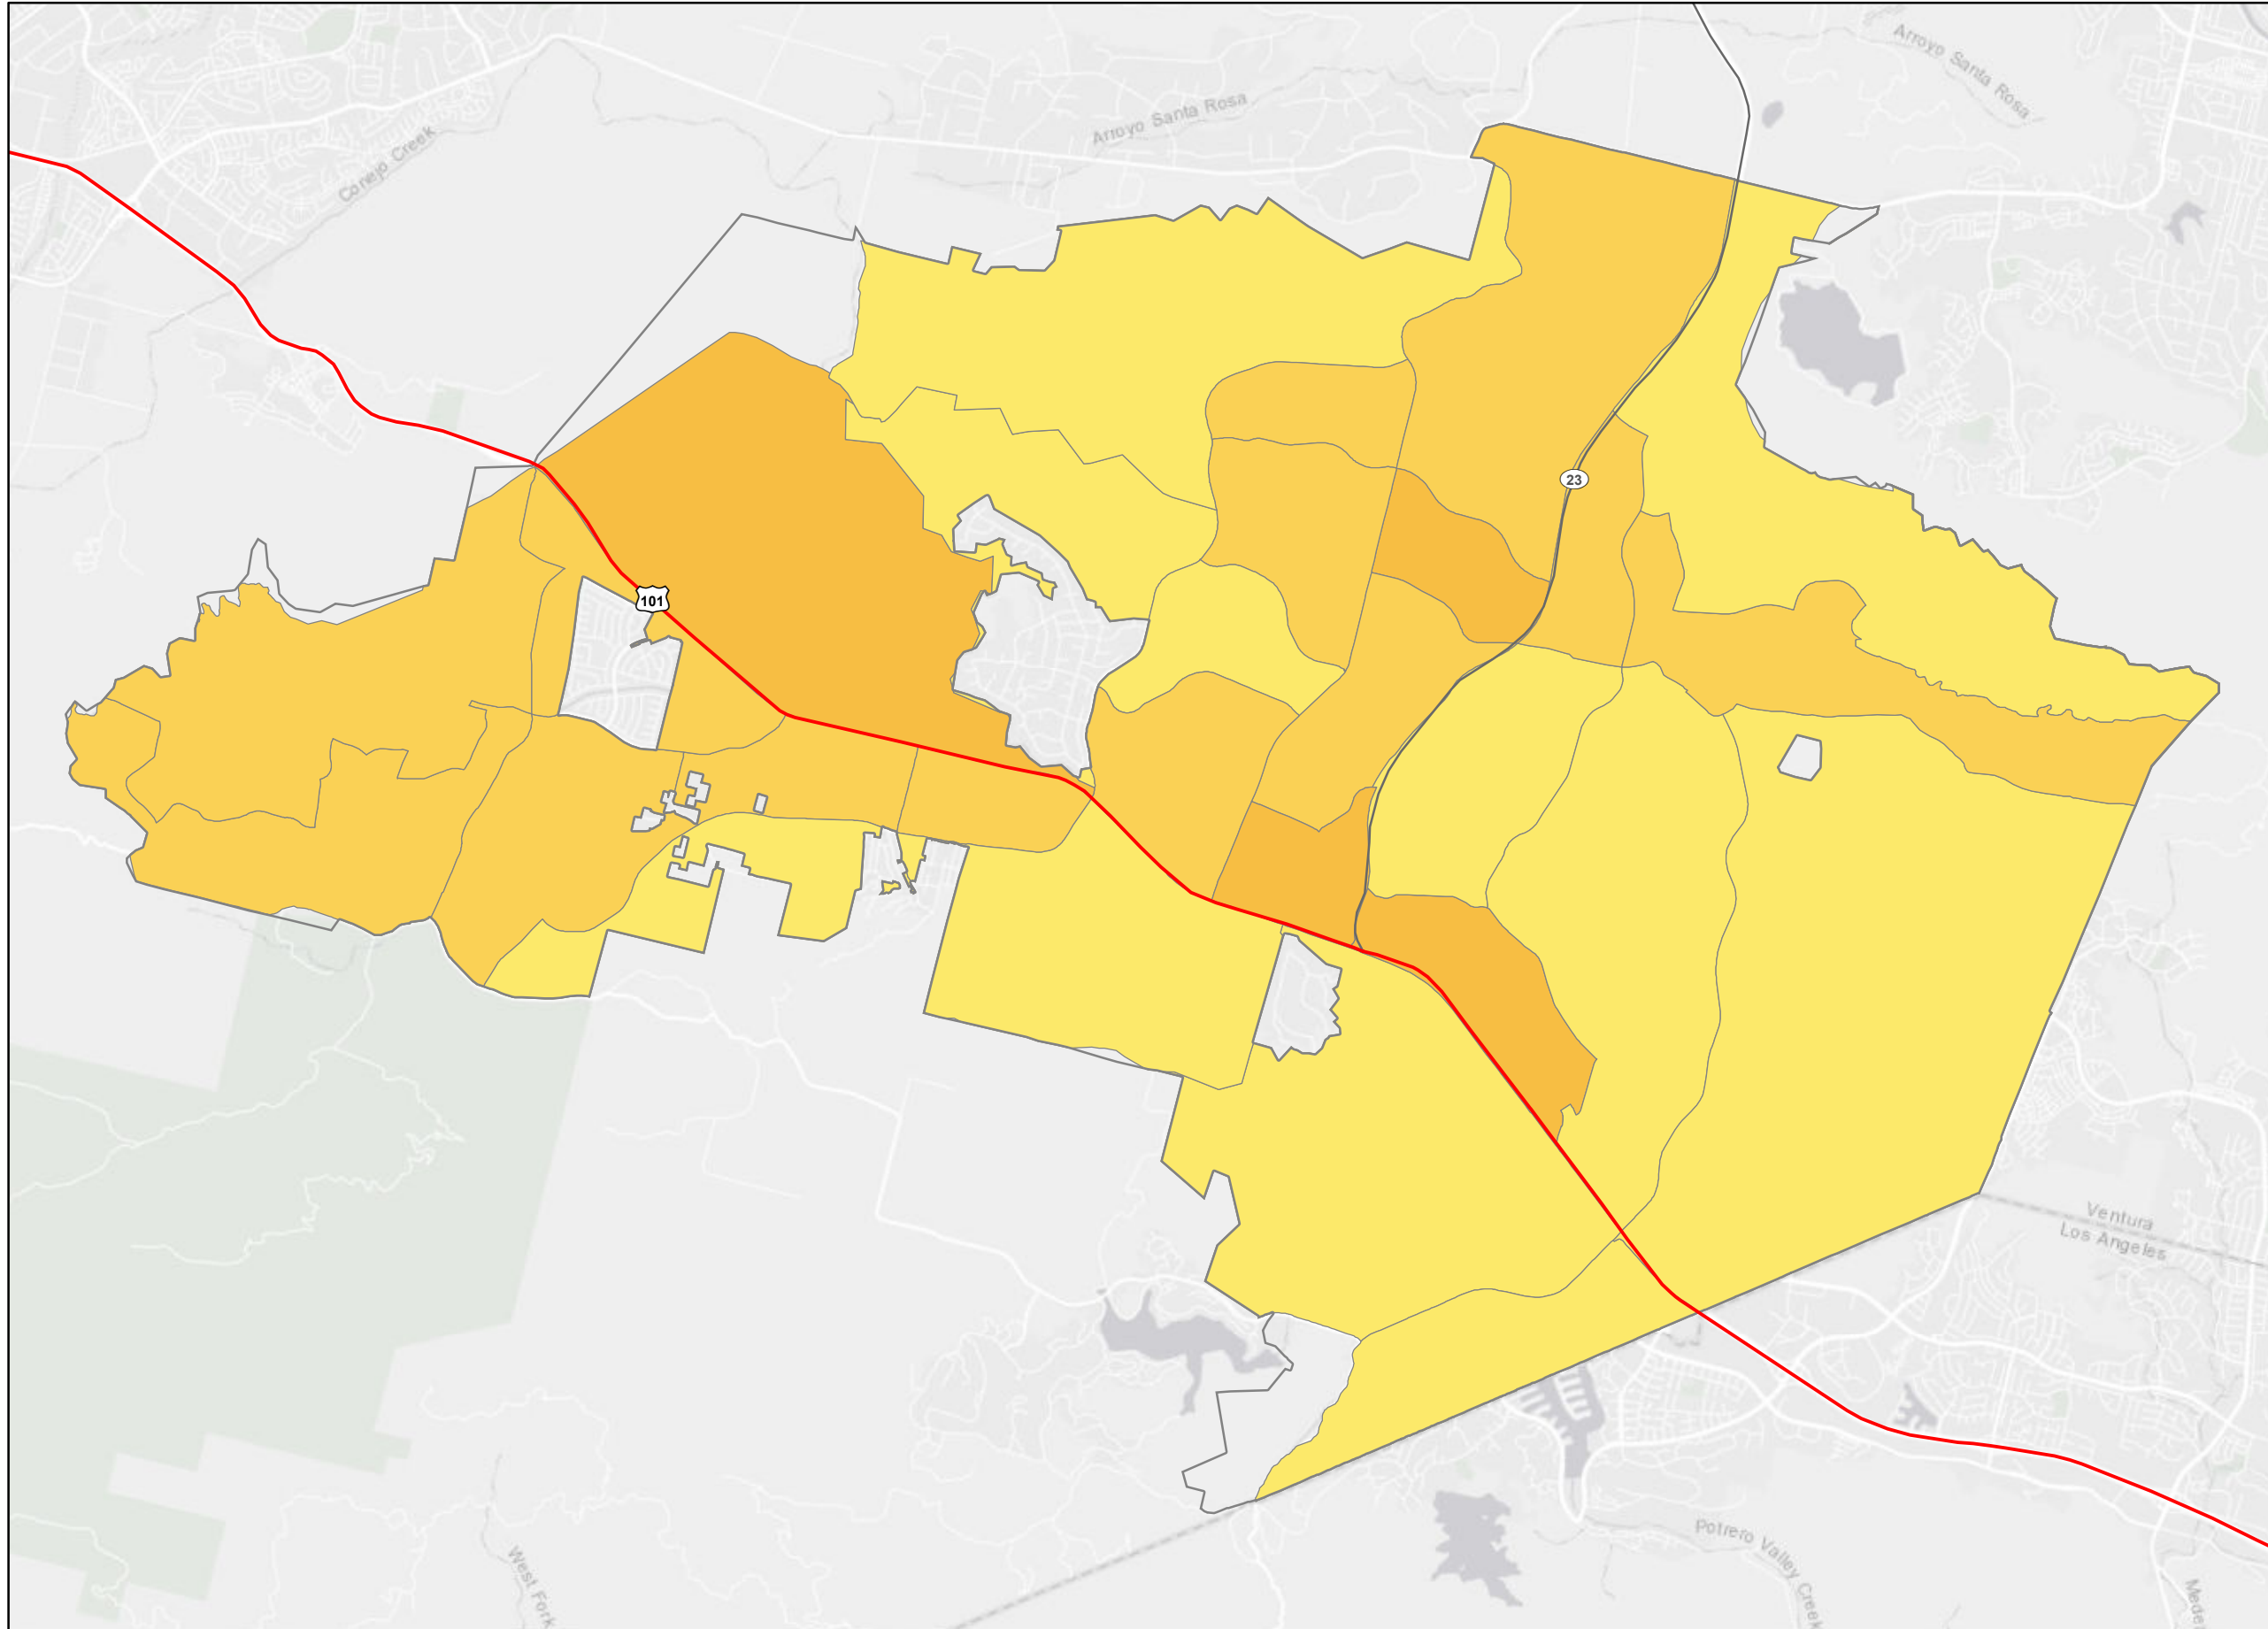 Arroyo Santa Rosa
Arroyo Santa Rosa
Conejo Creek
23
101
Ventura
Los Angeles
Potrero Valley Creek
West Fork